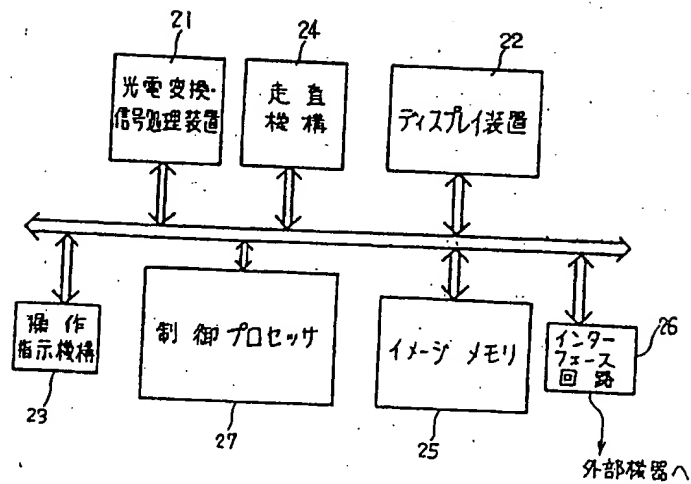 21
光電変換・
信号処理装置
24
走査
機構
22
ディスプレイ装置
操作
指示機構
23
制御プロセッサ
27
イメージ メモリ
25
インター
フェース
回路
26
外部機器へ